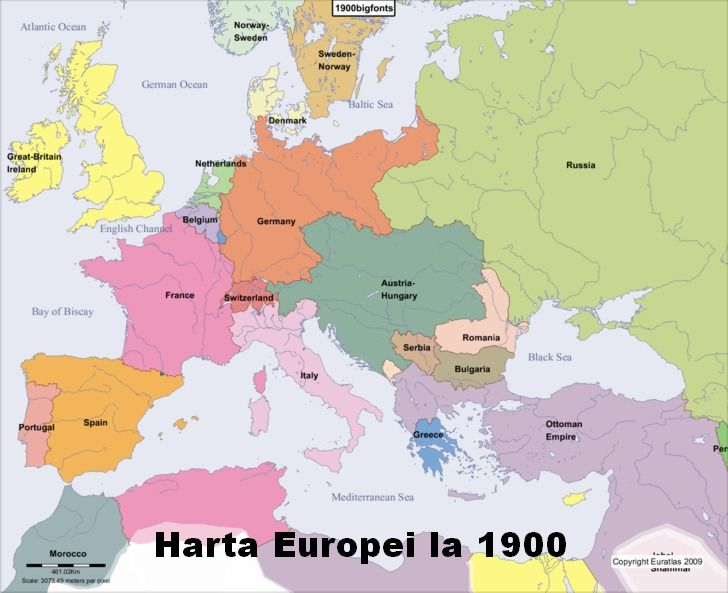 1900bigfonts
Atlantic Ocean
Norway-
Sweden
Sweden-
Norway
German Ocean
Baltic Sea
Denmark
Great-Britain
Ireland
Netherlands
Russia
English Channel
Belgium
Germany
Bay of Biscay
France
Switzerland
Austria-
Hungary
Romania
Serbia
Black Sea
Bulgaria
Italy
Portugal
Spain
Greece
Ottoman
Empire
Per
Mediterranean Sea
Morocco
461.02Km
Scale: 3073.49 meters per pixel
Harta Europei la 1900
Copyright Euratlas 2009